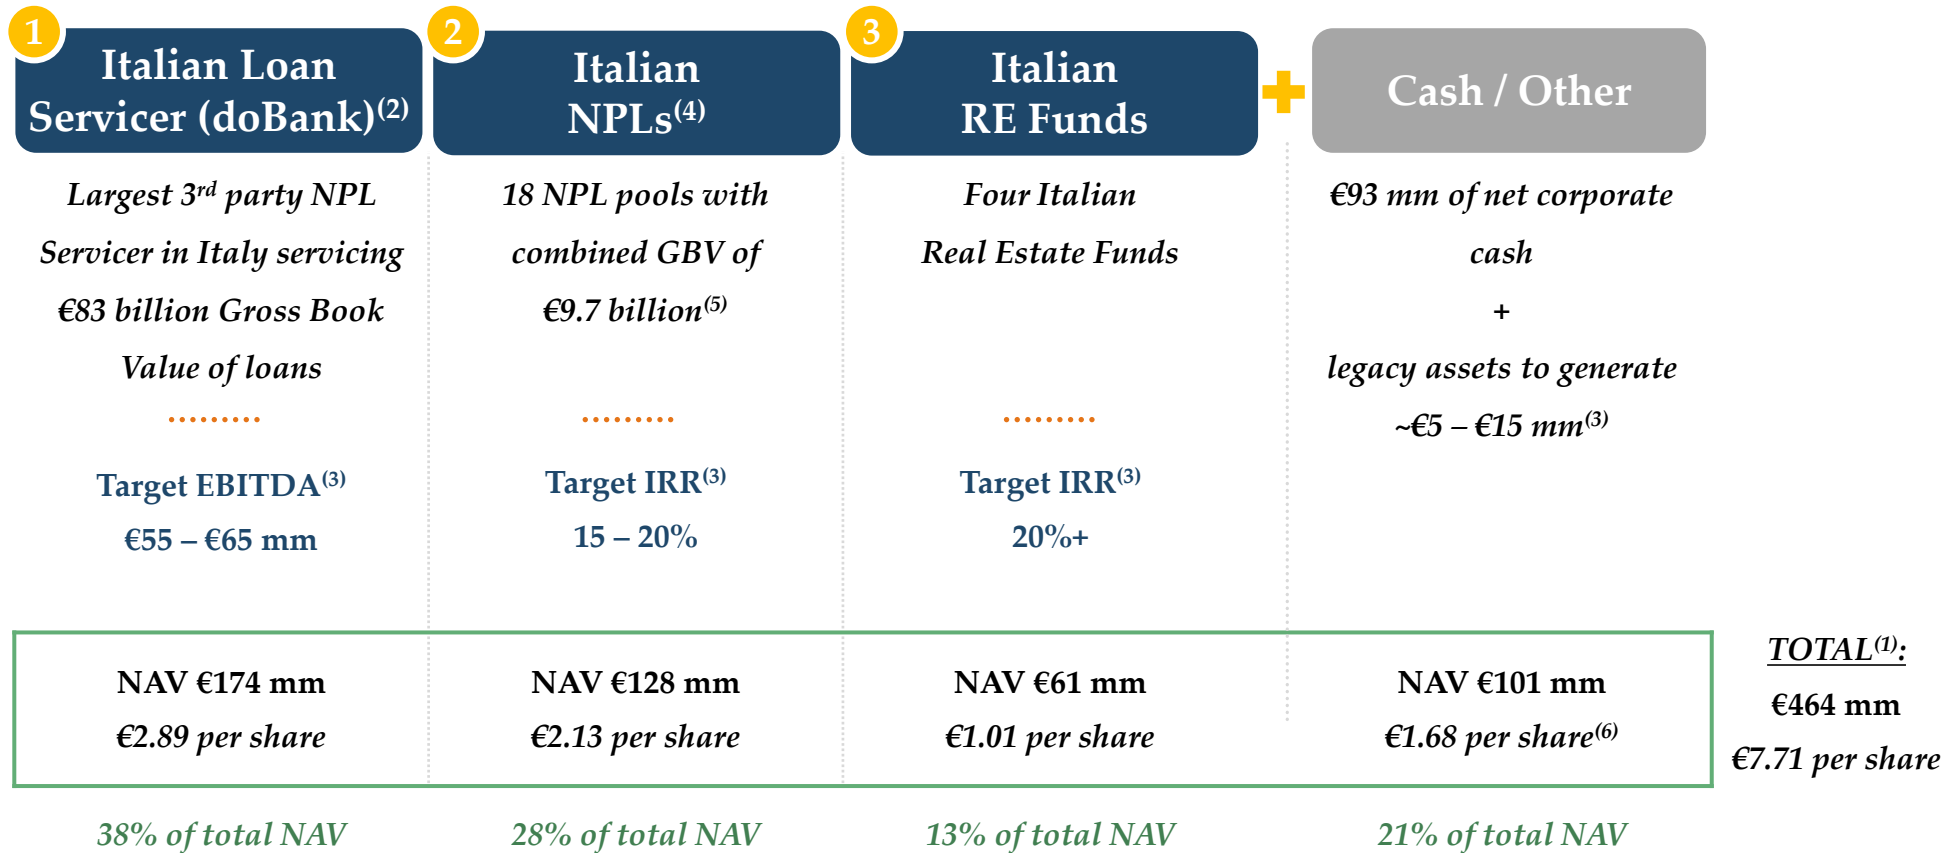 1
Italian Loan
Servicer (doBank)(2)
Largest 3rd party NPL
Servicer in Italy servicing
€83 billion Gross Book
Value of loans
Target EBITDA(3)
€55 – €65 mm
NAV €174 mm
€2.89 per share
38% of total NAV
2
Italian
NPLs(4)
18 NPL pools with
combined GBV of
€9.7 billion(5)
Target IRR(3)
15 – 20%
NAV €128 mm
€2.13 per share
28% of total NAV
3
Italian
RE Funds
Four Italian
Real Estate Funds
Target IRR(3)
20%+
NAV €61 mm
€1.01 per share
13% of total NAV
Cash / Other
€93 mm of net corporate
cash
+
legacy assets to generate
~€5 – €15 mm(3)
NAV €101 mm
€1.68 per share(6)
21% of total NAV
TOTAL(1):
€464 mm
€7.71 per share